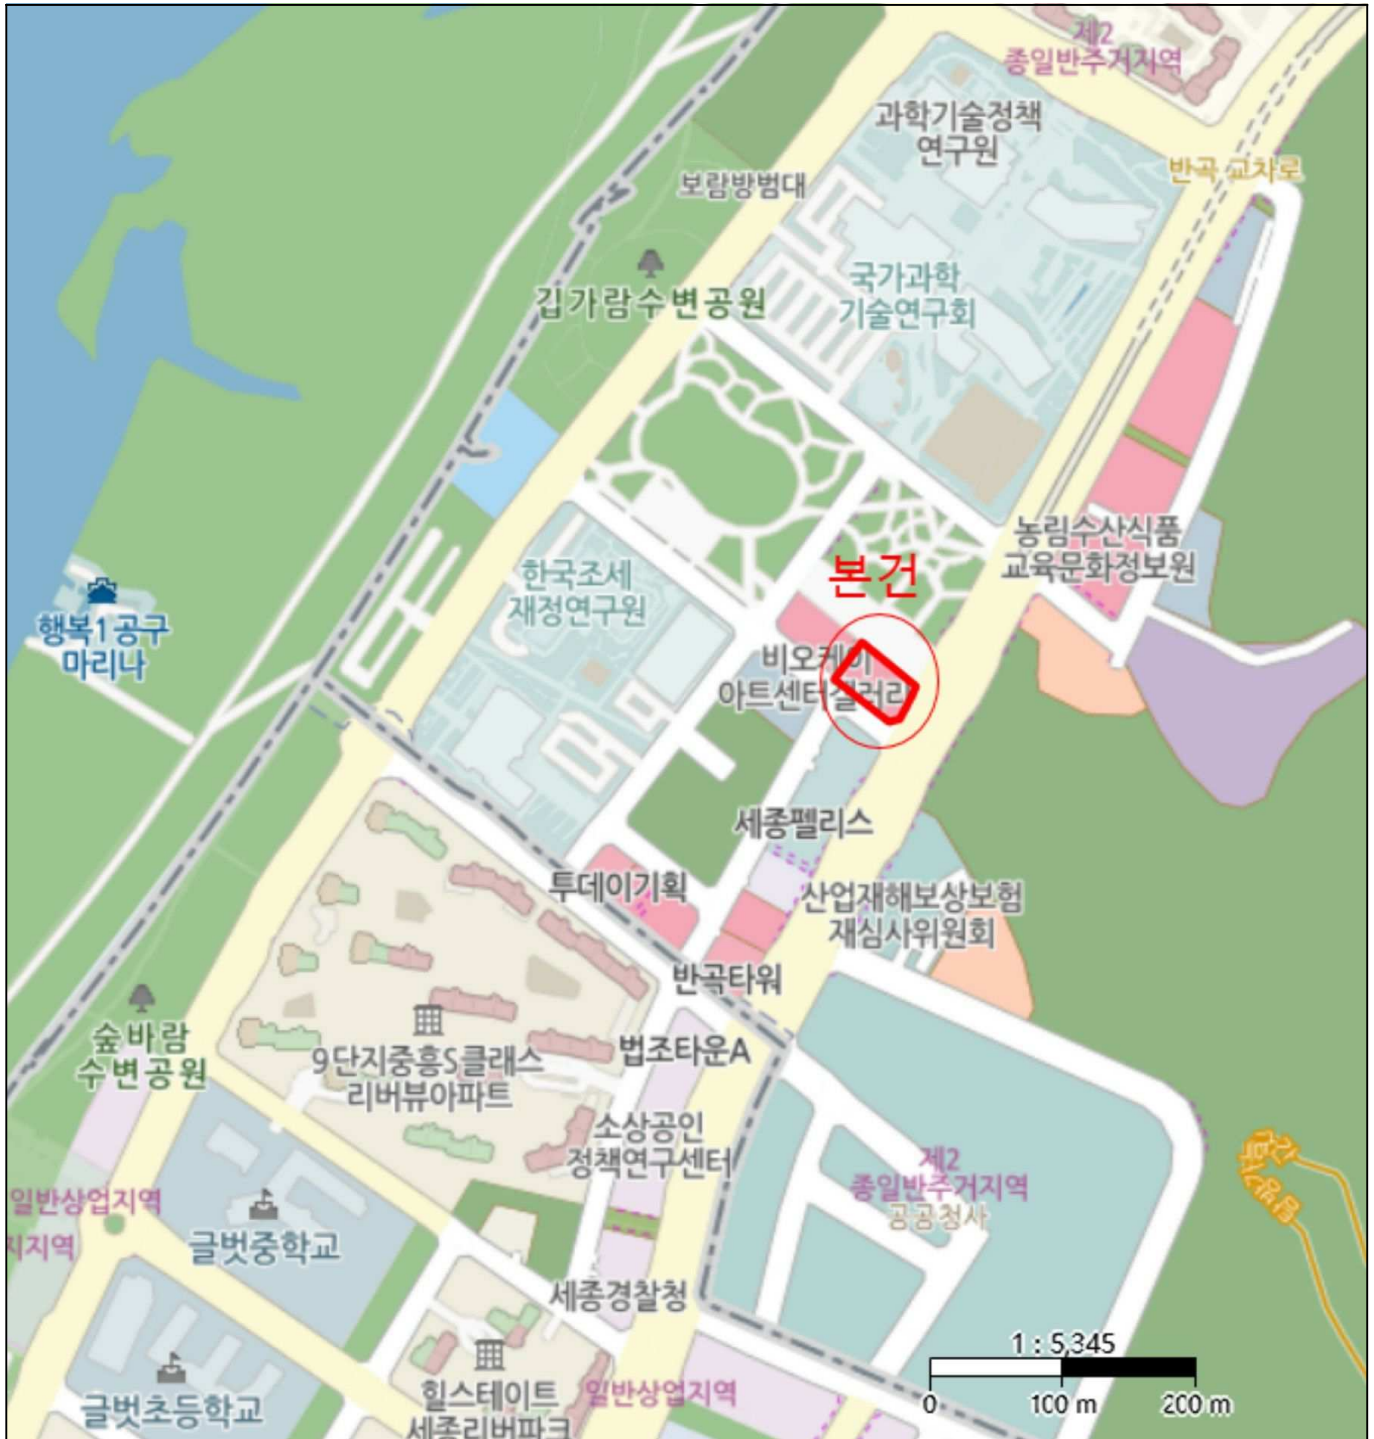 제2
종일반주거지역
과학기술정책
연구원
반곡 교차로
보람방범대
국가과학
기술연구회
깁가람수변공원
농림수산식품
교육문화정보원
본건
한국조세
재정연구원
행복1공구
마리나
비오케이
아트센터갤러리
세종펠리스
투데이기획
산업재해보상보험
재심사위원회
반곡타워
숲바람
수변공원
법조타운A
9단지중흥S클래스
리버뷰아파트
소상공인
정책연구센터
제2
종일반주거지역
공공청사
일반상업지역
지지역
글벗중학교
세종경찰청
1 : 5,345
0 100 m 200 m
힐스테이트
세종리버파크
일반상업지역
글벗초등학교